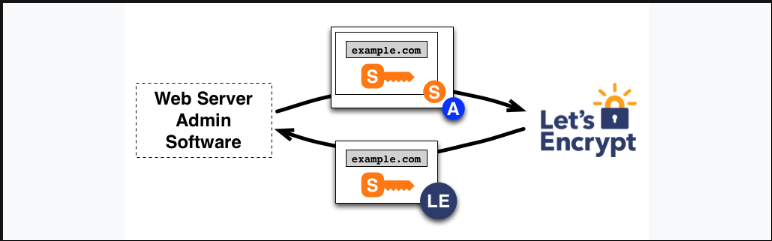 example.com
S
S
A
Web Server
Admin
Software
Let's
Encrypt
example.com
S
LE